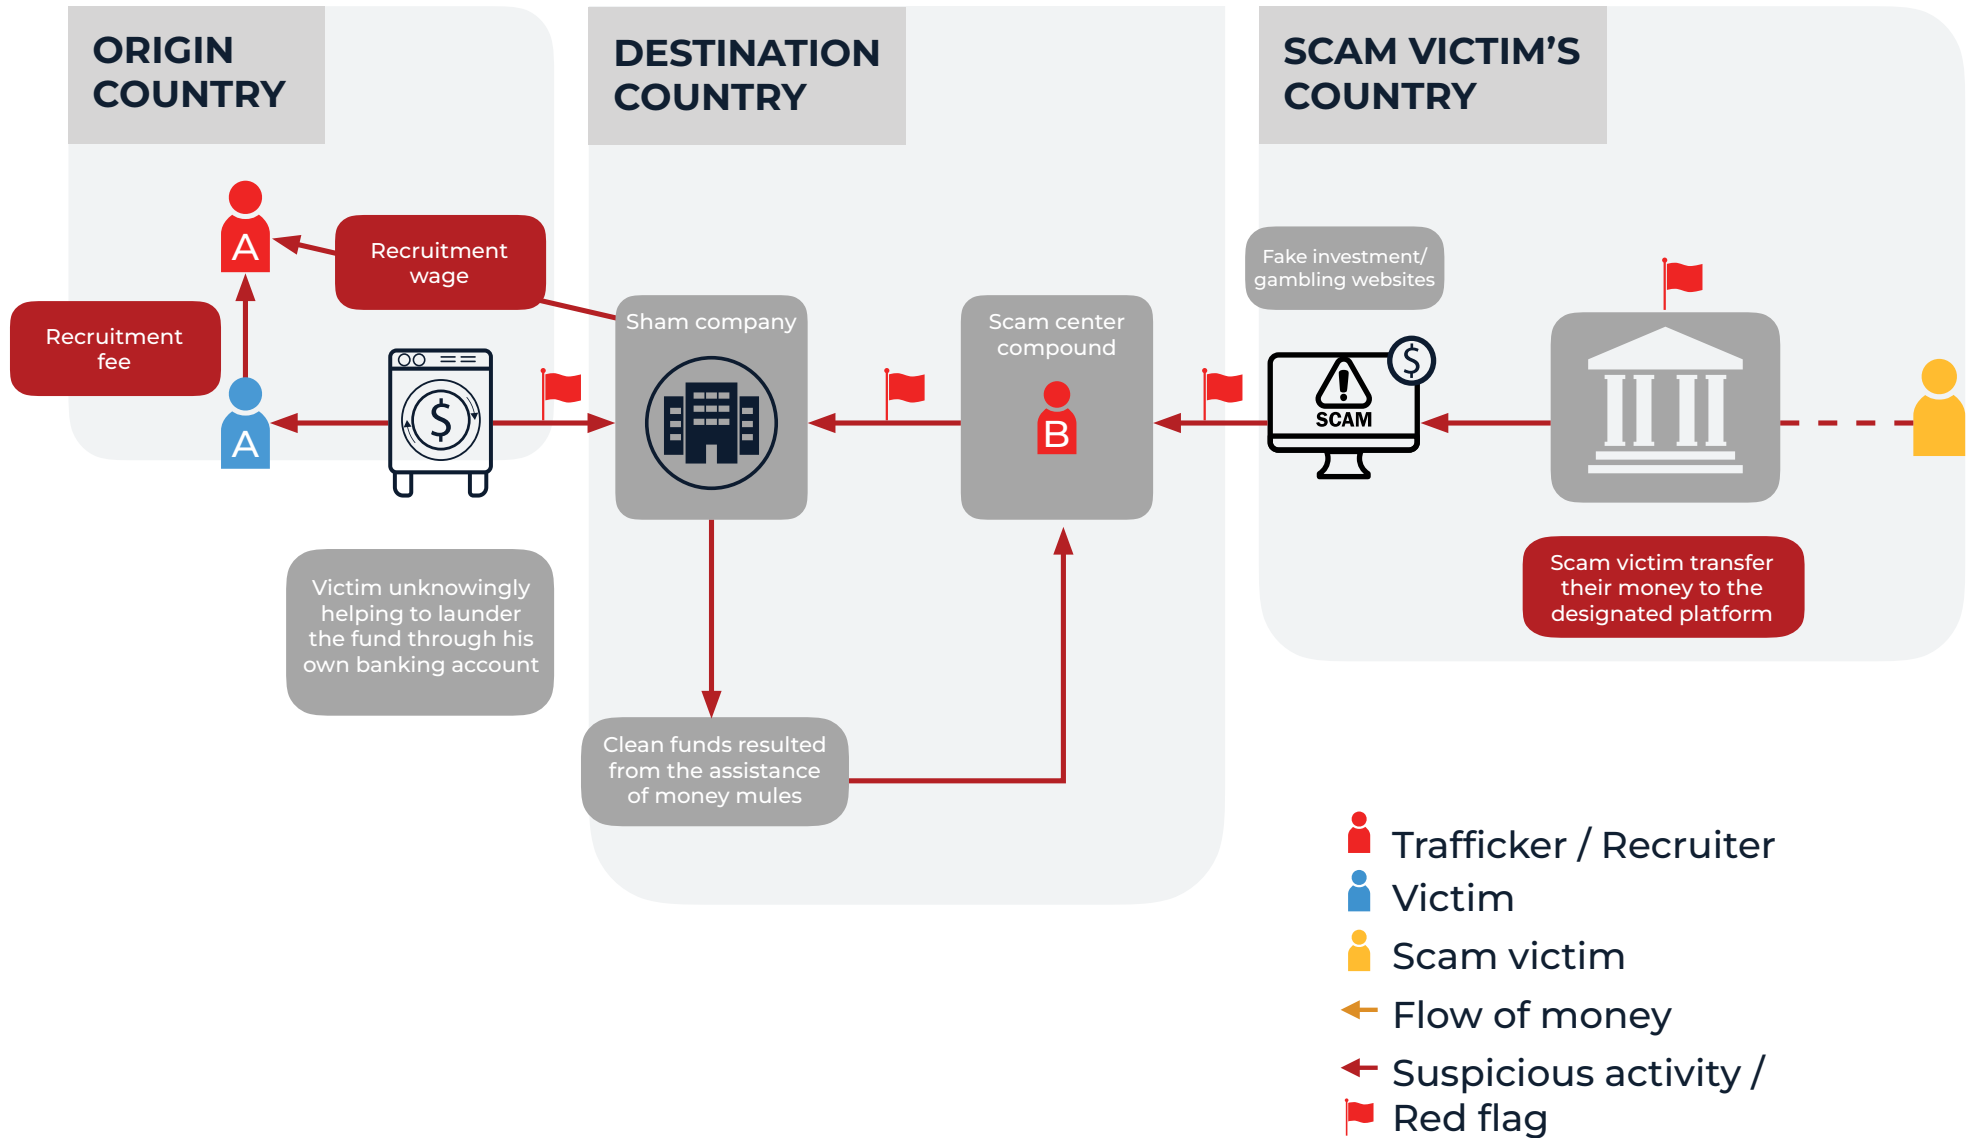 ORIGIN
COUNTRY
DESTINATION
COUNTRY
SCAM VICTIM’S
COUNTRY
A
Recruitment
wage
Recruitment
fee
A
$
Sham company
Scam center
compound
B
Fake investment/
gambling websites
$
SCAM
Victim unknowingly
helping to launder
the fund through his
own banking account
Scam victim transfer
their money to the
designated platform
Clean funds resulted
from the assistance
of money mules
Trafficker / Recruiter
Victim
Scam victim
Flow of money
Suspicious activity /
Red flag